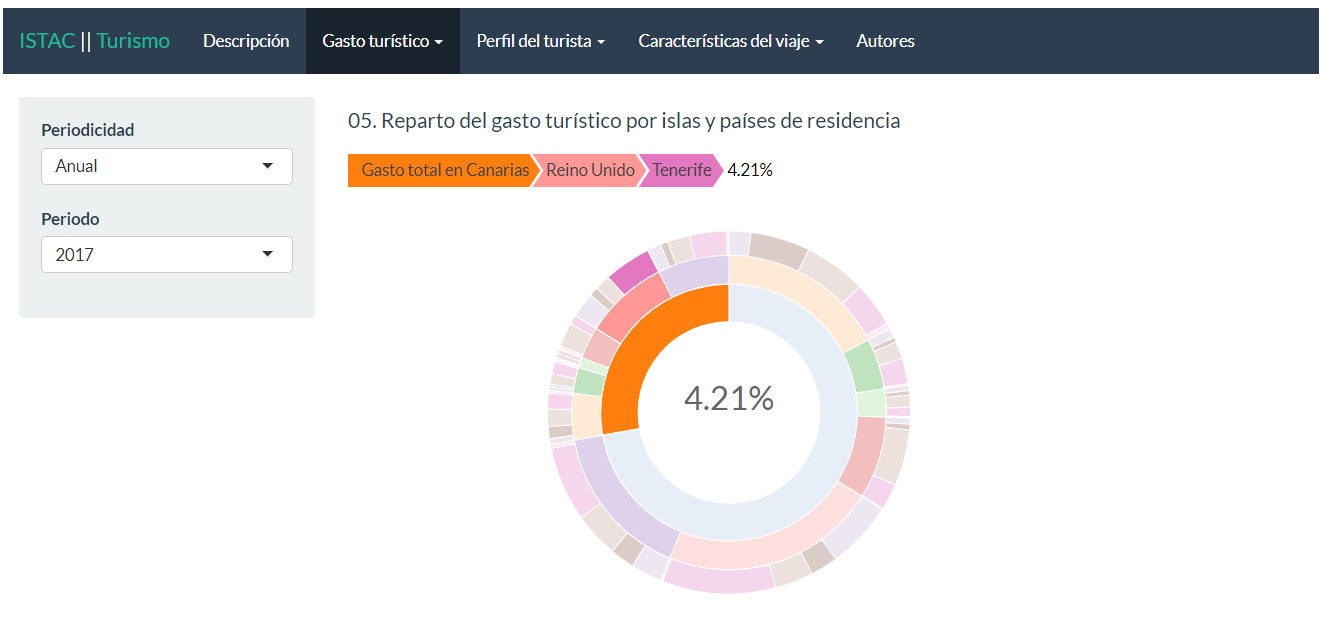 ISTAC || Turismo Descripción Gasto turístico Perfil del turista Características del viaje Autores
Periodicidad
Anual
Periodo
2017
05. Reparto del gasto turístico por islas y países de residencia
Gasto total en Canarias Reino Unido Tenerife 4.21%
4.21%